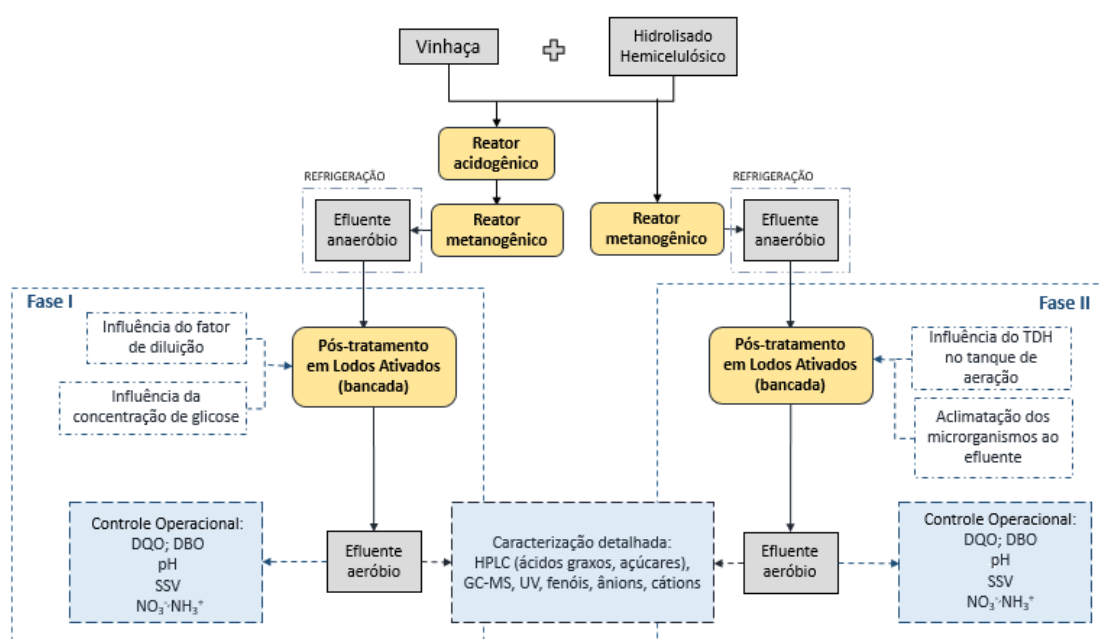 Vinhaça
Hidrolisado
Hemicelulósico
Reator
acidogênico
REFRIGERAÇÃO
REFRIGERAÇÃO
Efluente
anaeróbio
Reator
metanogênico
Reator
metanogênico
Efluente
anaeróbio
Fase I
Fase II
Influência do fator
de diluição
Influência da
concentração de glicose
Pós-tratamento
em Lodos Ativados
(bancada)
Pós-tratamento
em Lodos Ativados
(bancada)
Influência do TDH
no tanque de
aeração
Aclimatação dos
microrganismos ao
efluente
Controle Operacional:
DQO; DBO
pH
SSV
NO₃⁻·NH₃⁺
Efluente
aeróbio
Caracterização detalhada:
HPLC (ácidos graxos, açúcares),
GC-MS, UV, fenóis, ânions, cátions
Efluente
aeróbio
Controle Operacional:
DQO; DBO
pH
SSV
NO₃⁻·NH₃⁺